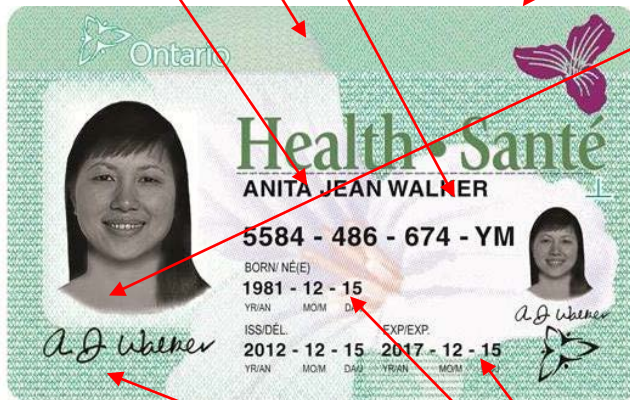 Ontario
Health • Santé
ANITA JEAN WALKER
5584 - 486 - 674 - YM
BORN/ NÉ(E)
1981 - 12 - 15
YR/AN MO/M DA/J
ISS/DÉL. EXP/EXP.
2012 - 12 - 15 2017 - 12 - 15
YR/AN MO/M DA/J YR/AN MO/M DA/J
A J Walker
A J Walker